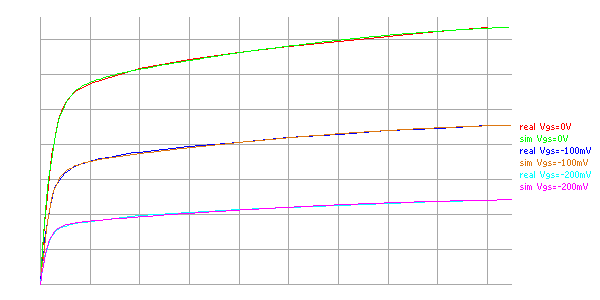 real Vgs=0V
sim Vgs=0V
real Vgs=-100mV
sim Vgs=-100mV
real Vgs=-200mV
sim Vgs=-200mV